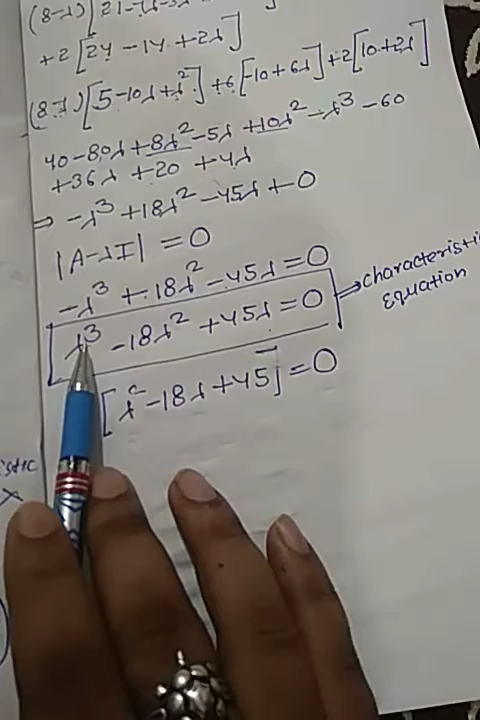 (8-λ)[21-
+2[24-14+2λ]
(8-λ)[5-10λ+λ²]+6[-10+6λ]+2[10+2λ]
40-80λ+8λ²-5λ+10λ²-λ³-60
+36λ+20+4λ
⇒ -λ³+18λ²-45λ+0
|A-λI|=0
-λ³+18λ²-45λ=0
λ³-18λ²+45λ=0 ⇒ characteristic
Equation
[λ²-18λ+45]=0